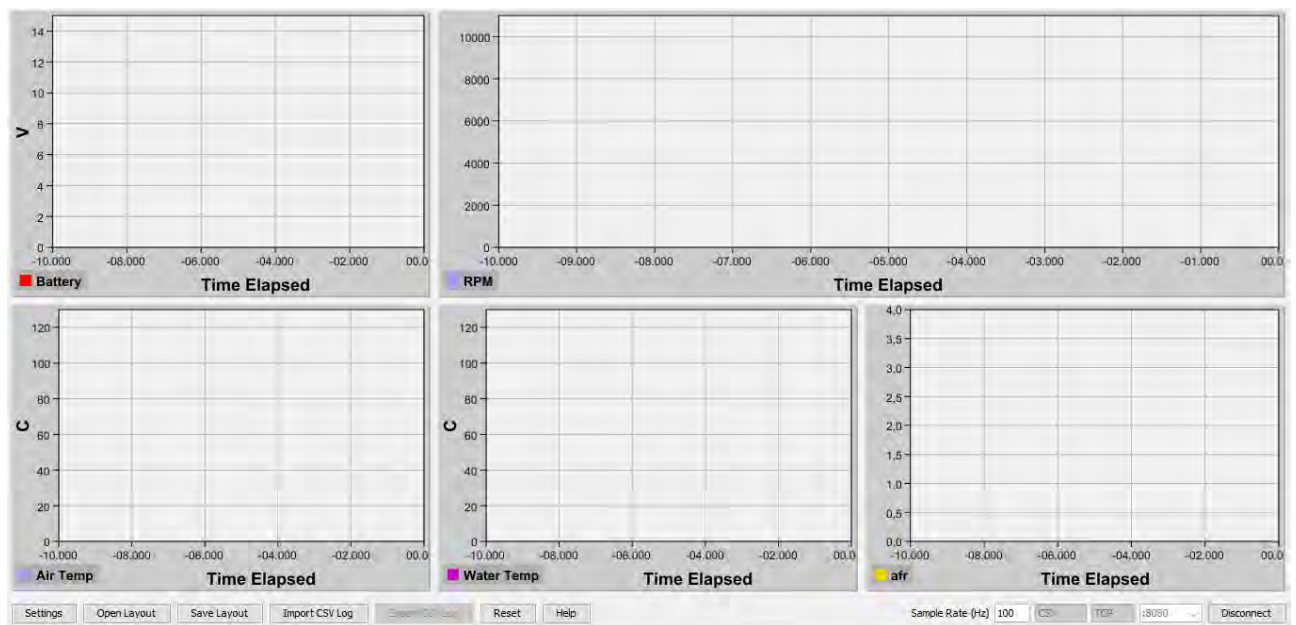 14
12
10
8
6
4
2
0
V
-10.000 -08.000 -06.000 -04.000 -02.000 00.0
Battery Time Elapsed
10000
8000
6000
4000
2000
0
-10.000 -09.000 -08.000 -07.000 -06.000 -05.000 -04.000 -03.000 -02.000 -01.000 00.0
RPM Time Elapsed
120
100
80
60
40
20
0
C
-10.000 -08.000 -06.000 -04.000 -02.000 00.0
Air Temp Time Elapsed
120
100
80
60
40
20
0
C
-10.000 -08.000 -06.000 -04.000 -02.000 00.0
Water Temp Time Elapsed
4,0
3,5
3,0
2,5
2,0
1,5
1,0
0,5
0,0
-10.000 -08.000 -06.000 -04.000 -02.000 00.0
afr Time Elapsed
Settings Open Layout Save Layout Import CSV Log Reset Help Sample Rate (Hz) 100 CSV TCP :8080 Disconnect